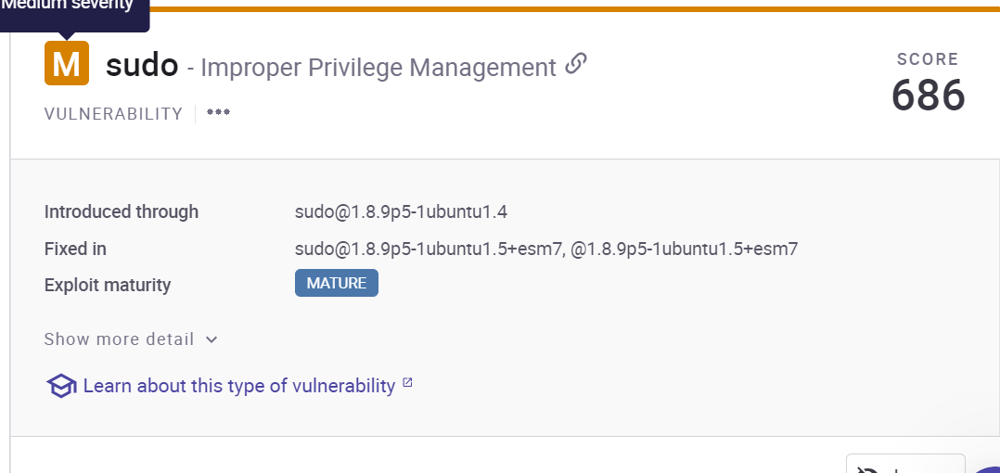 Medium severity
M sudo - Improper Privilege Management
SCORE
686
VULNERABILITY
Introduced through sudo@1.8.9p5-1ubuntu1.4
Fixed in sudo@1.8.9p5-1ubuntu1.5+esm7, @1.8.9p5-1ubuntu1.5+esm7
Exploit maturity MATURE
Show more detail
Learn about this type of vulnerability